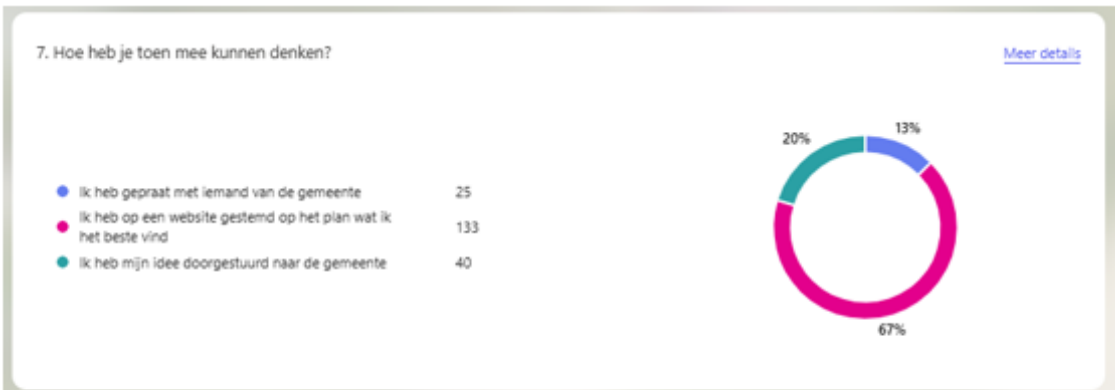 7. Hoe heb je toen mee kunnen denken?
Meer details
Ik heb gepraat met iemand van de gemeente 25
Ik heb op een website gestemd op het plan wat ik
het beste vind 133
Ik heb mijn idee doorgestuurd naar de gemeente 40
13%
20%
67%